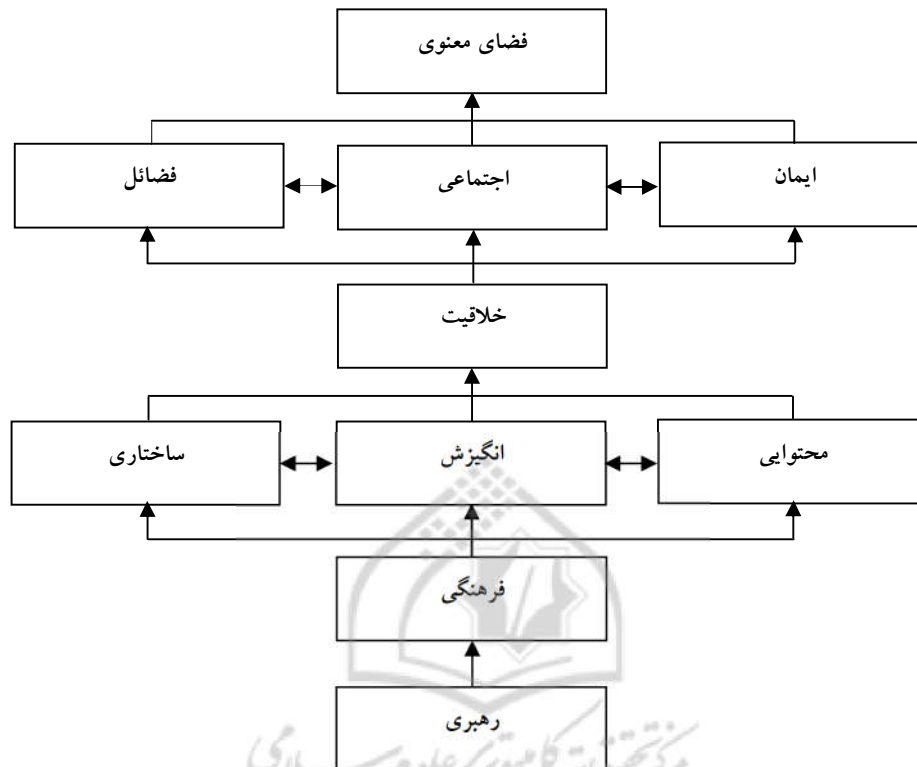 فضای معنوی
ایمان
اجتماعی
فضائل
خلاقیت
محتوایی
انگیزش
ساختاری
فرهنگی
رهبری